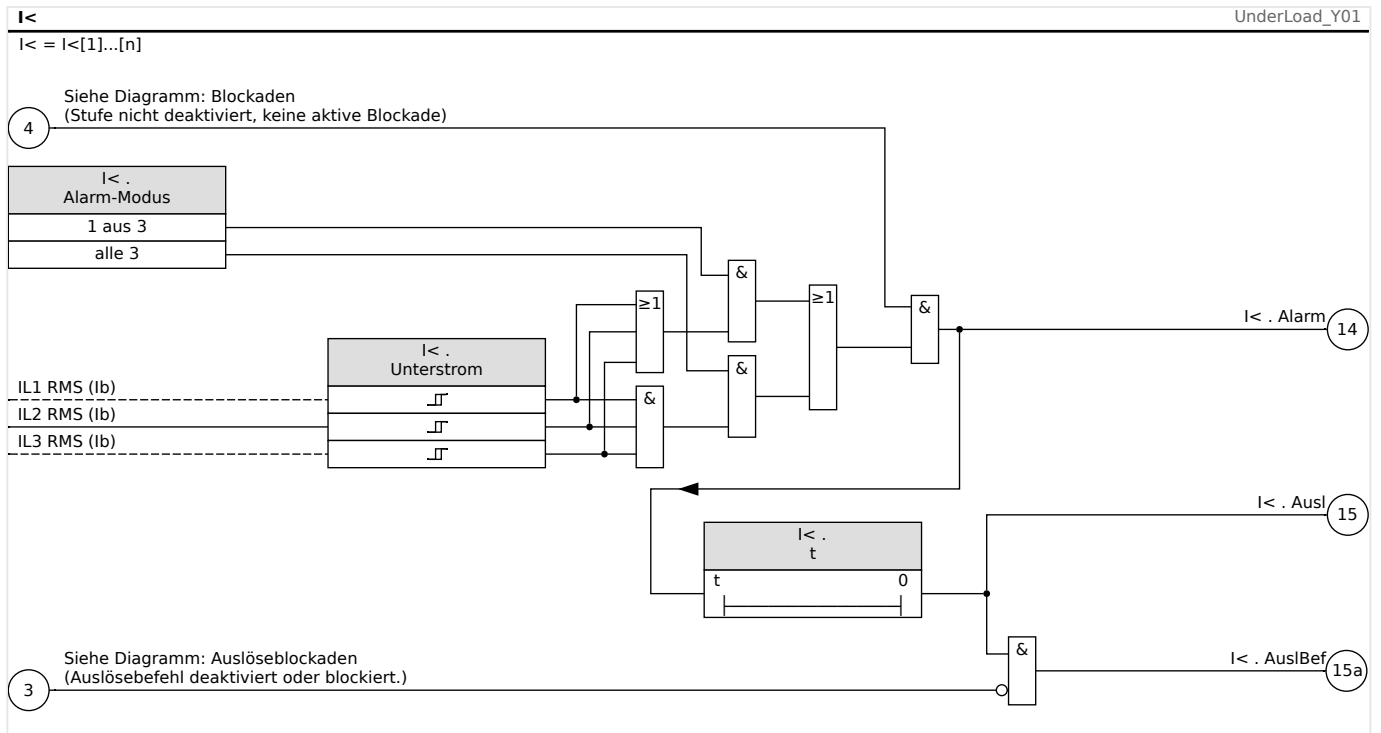 I<
UnderLoad_Y01
I< = I<[1]...[n]
Siehe Diagramm: Blockaden
(Stufe nicht deaktiviert, keine aktive Blockade)
4
I< .
Alarm-Modus
1 aus 3
alle 3
&
≥1
≥1
&
I< . Alarm
14
I< .
Unterstrom
&
&
IL1 RMS (Ib)
IL2 RMS (Ib)
IL3 RMS (Ib)
I< . Ausl
15
I< .
t
t
0
Siehe Diagramm: Auslöseblockaden
(Auslösebefehl deaktiviert oder blockiert.)
3
&
I< . AuslBef
15a